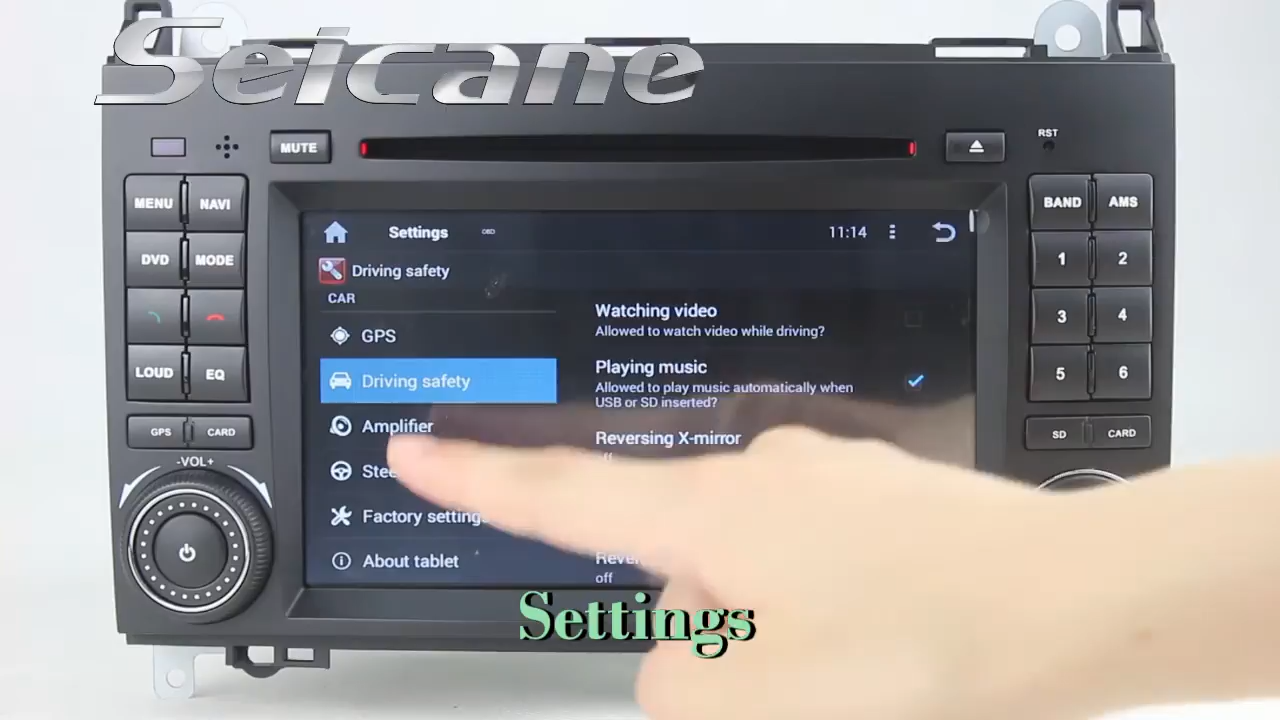 Seicane
MUTE
RST
MENU NAVI
DVD MODE
LOUD EQ
GPS CARD
-VOL+
BAND AMS
1 2
3 4
5 6
SD CARD
Settings OBD 11:14
Driving safety
CAR
GPS
Driving safety
Amplifier
Factory settings
About tablet
Watching video
Allowed to watch video while driving?
Playing music
Allowed to play music automatically when
USB or SD inserted?
Reversing X-mirror
off
off
Settings